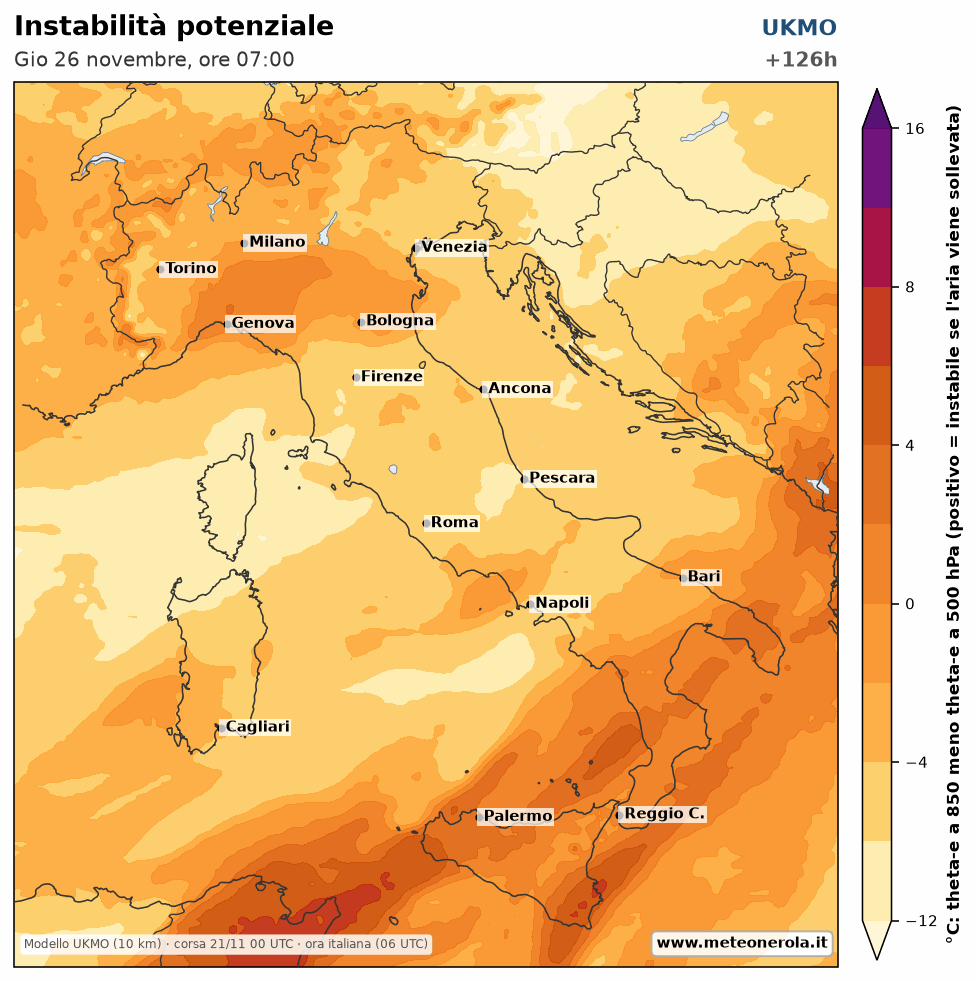 Instabilità potenziale
UKMO
Gio 26 novembre, ore 07:00
+126h
16
8
4
0
−4
−12
°C: theta-e a 850 meno theta-e a 500 hPa (positivo = instabile se l'aria viene sollevata)
Milano
Venezia
Torino
Genova
Bologna
Firenze
Ancona
Pescara
Roma
Bari
Napoli
Cagliari
Palermo
Reggio C.
Modello UKMO (10 km) · corsa 21/11 00 UTC · ora italiana (06 UTC)
www.meteonerola.it